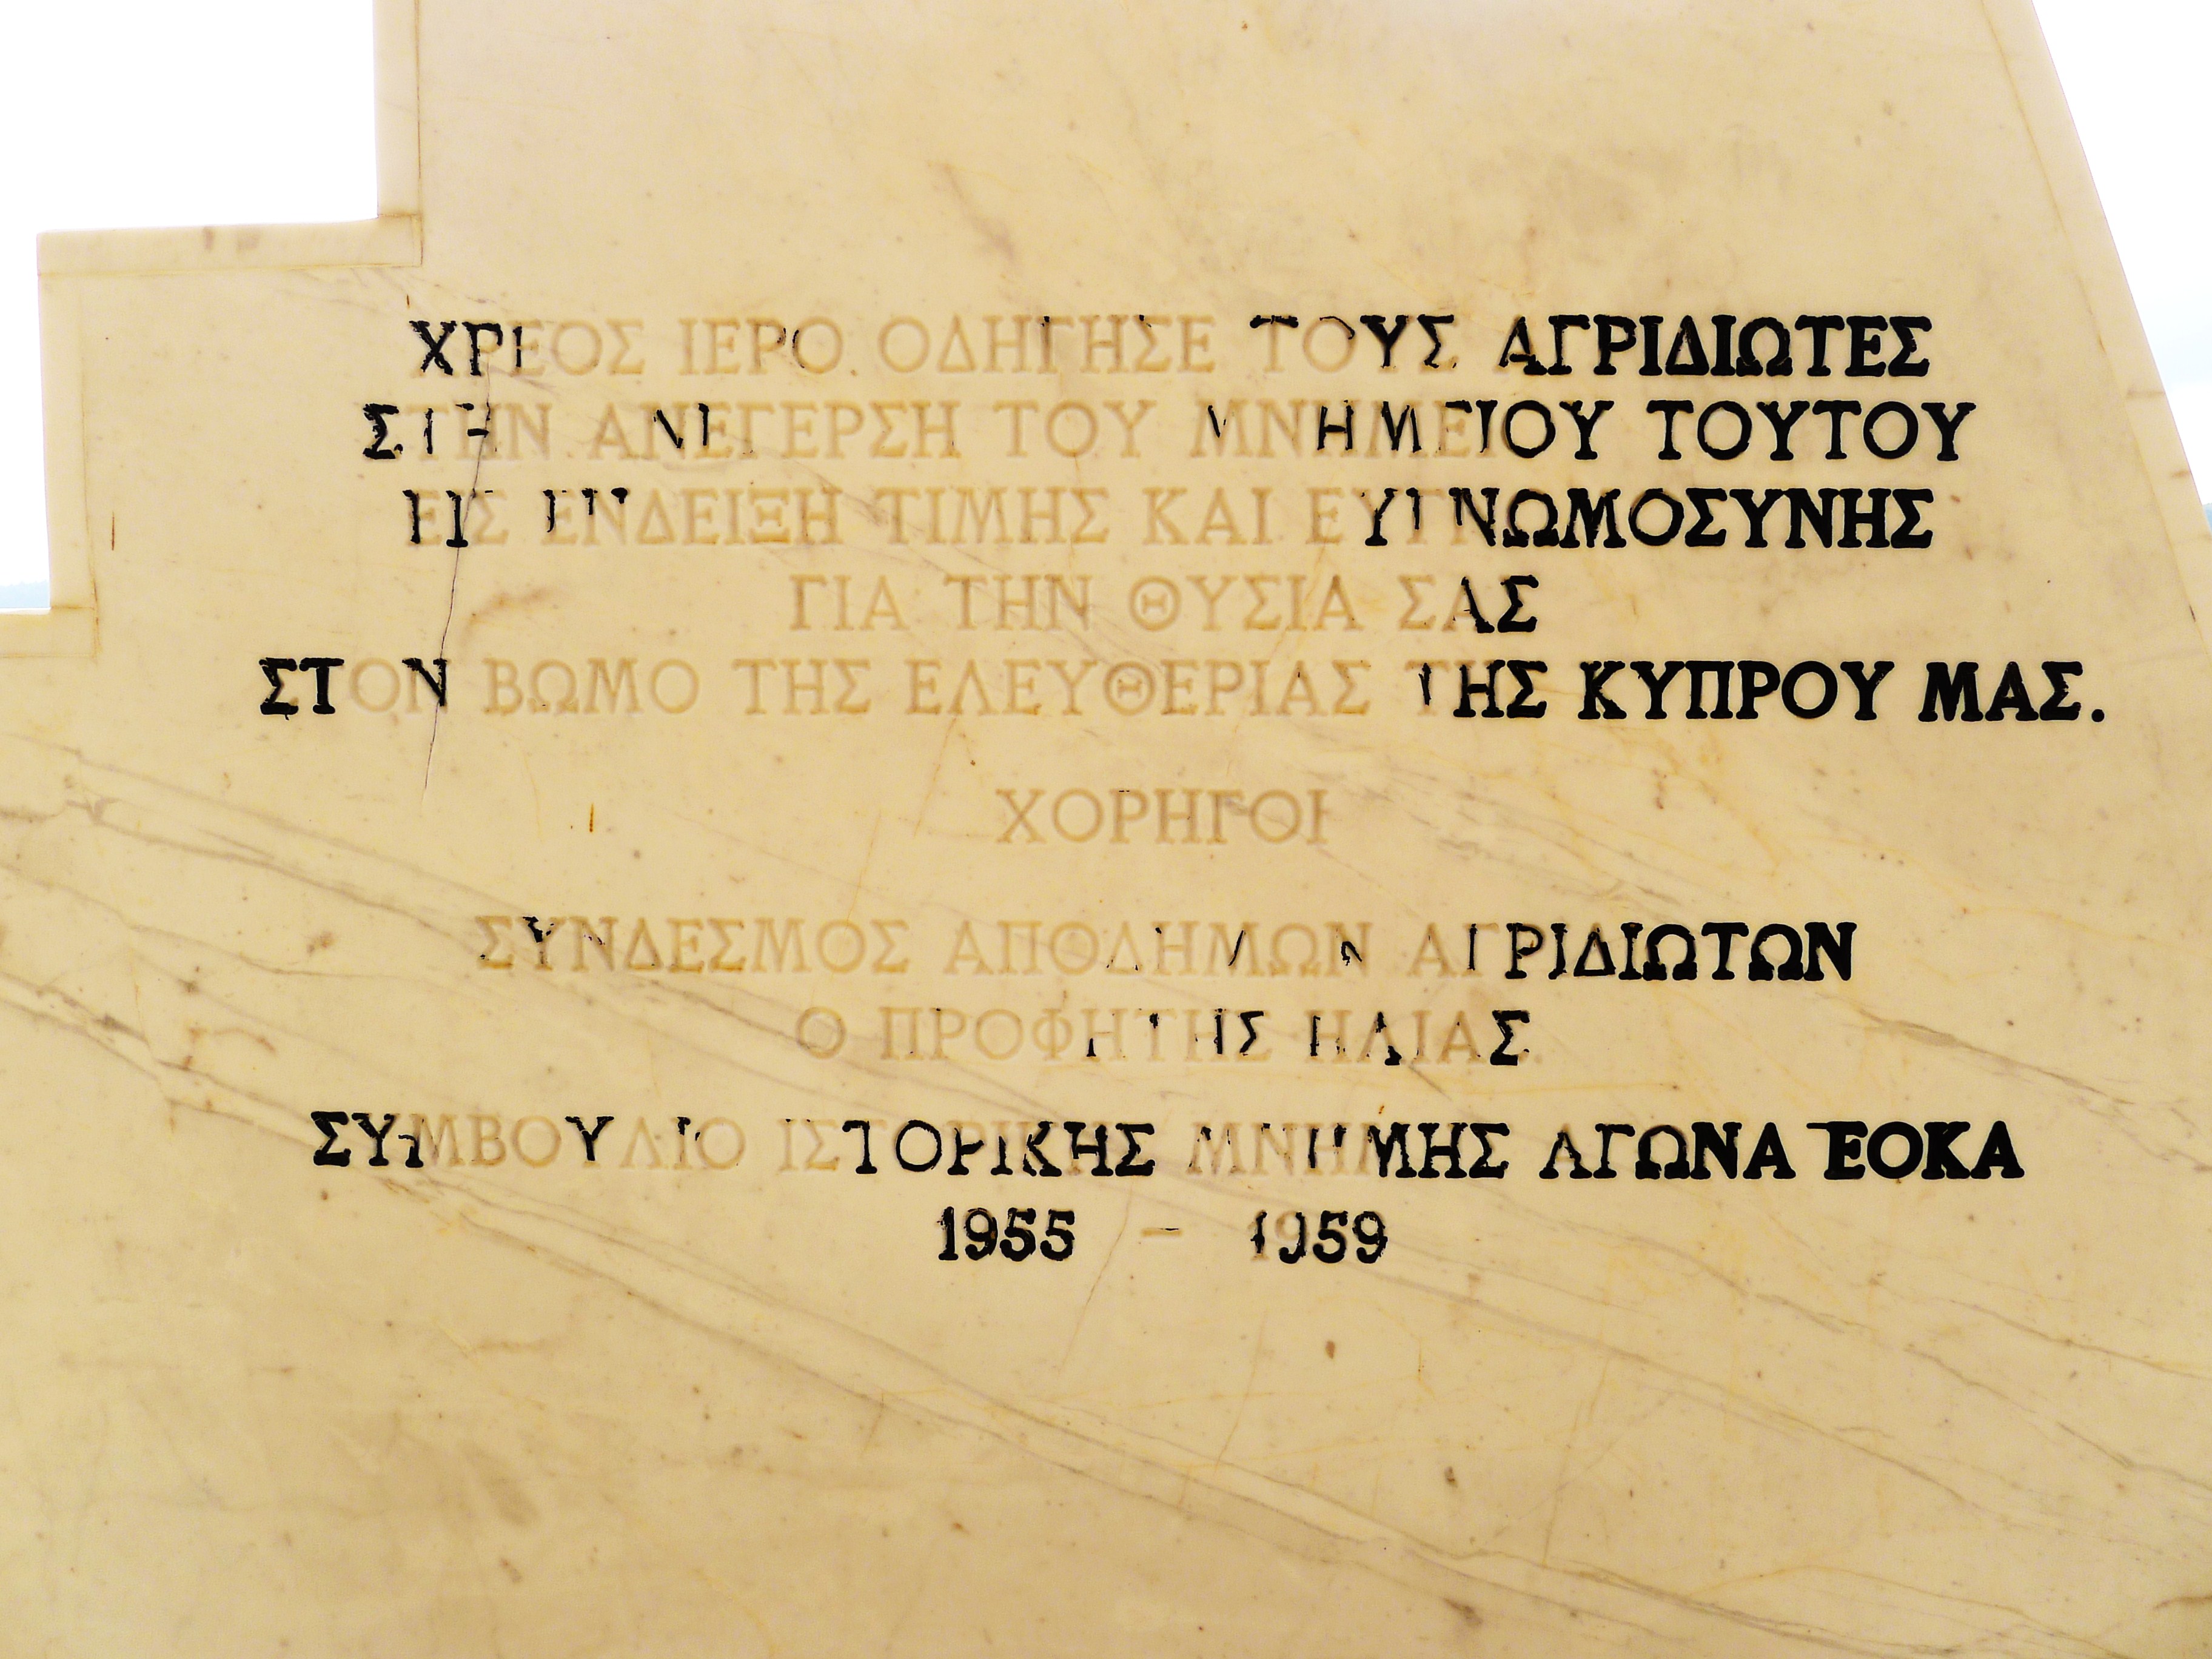 ΧΡΕΟΣ ΙΕΡΟ ΟΔΗΓΗΣΕ ΤΟΥΣ ΑΓΡΙΔΙΩΤΕΣ
ΣΤΗΝ ΑΝΕΓΕΡΣΗ ΤΟΥ ΜΝΗΜΕΙΟΥ ΤΟΥΤΟΥ
ΕΙΣ ΕΝΔΕΙΞΗ ΤΙΜΗΣ ΚΑΙ ΕΥΓΝΩΜΟΣΥΝΗΣ
ΓΙΑ ΤΗΝ ΘΥΣΙΑ ΣΑΣ
ΣΤΟΝ ΒΩΜΟ ΤΗΣ ΕΛΕΥΘΕΡΙΑΣ ΤΗΣ ΚΥΠΡΟΥ ΜΑΣ.
ΧΟΡΗΓΟΙ
ΣΥΝΔΕΣΜΟΣ ΑΠΟΔΗΜΩΝ ΑΓΡΙΔΙΩΤΩΝ
Ο ΠΡΟΦΗΤΗΣ ΗΛΙΑΣ.
ΣΥΜΒΟΥΛΙΟ ΙΣΤΟΡΙΚΗΣ ΜΝΗΜΗΣ ΑΓΩΝΑ ΕΟΚΑ
1955 - 1959